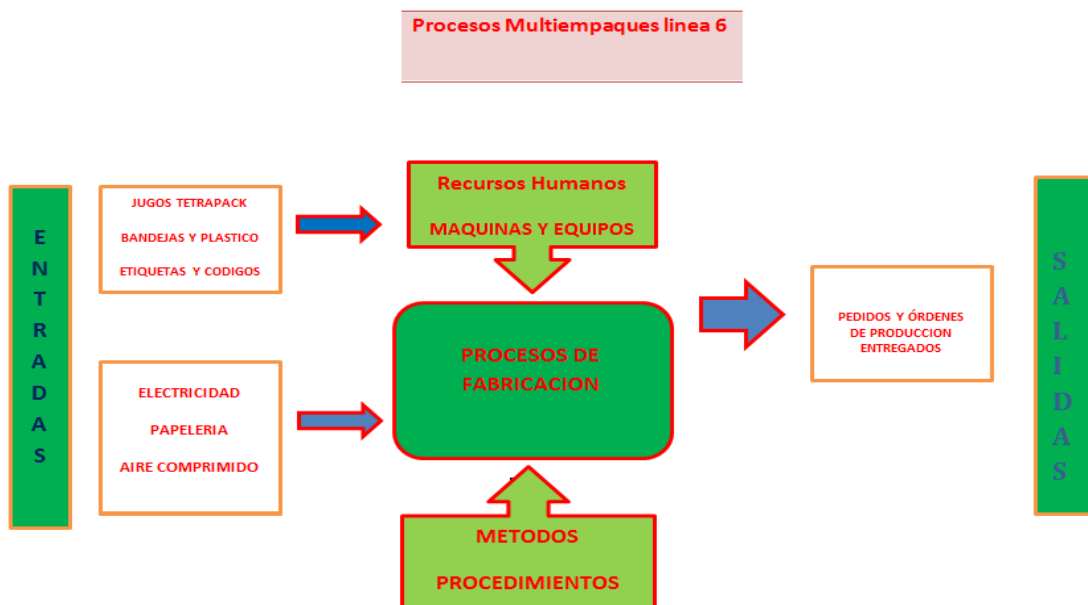 Procesos Multiempaques linea 6
ENTRADAS
JUGOS TETRAPACK
BANDEJAS Y PLASTICO
ETIQUETAS Y CODIGOS
ELECTRICIDAD
PAPELERIA
AIRE COMPRIMIDO
Recursos Humanos
MAQUINAS Y EQUIPOS
PROCESOS DE
FABRICACION
METODOS
PROCEDIMIENTOS
PEDIDOS Y ÓRDENES
DE PRODUCCION
ENTREGADOS
SALIDAS